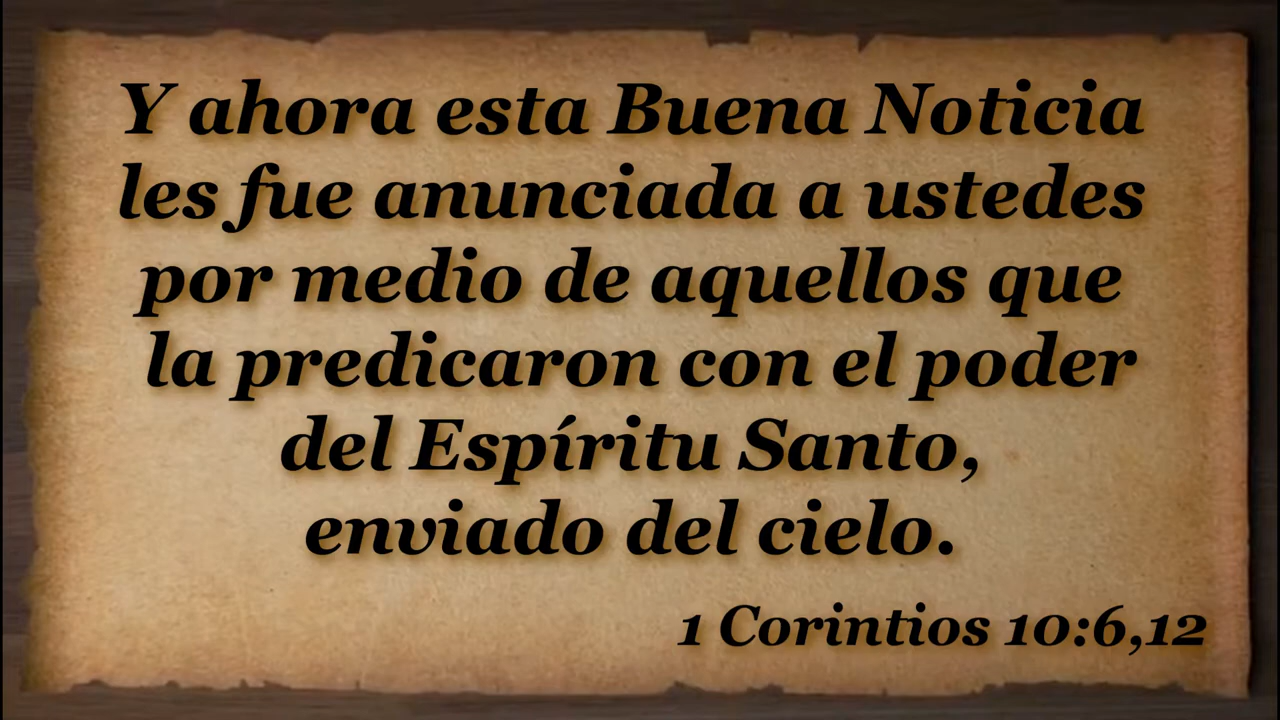 Y ahora esta Buena Noticia
les fue anunciada a ustedes
por medio de aquellos que
la predicaron con el poder
del Espíritu Santo,
enviado del cielo.
1 Corintios 10:6,12